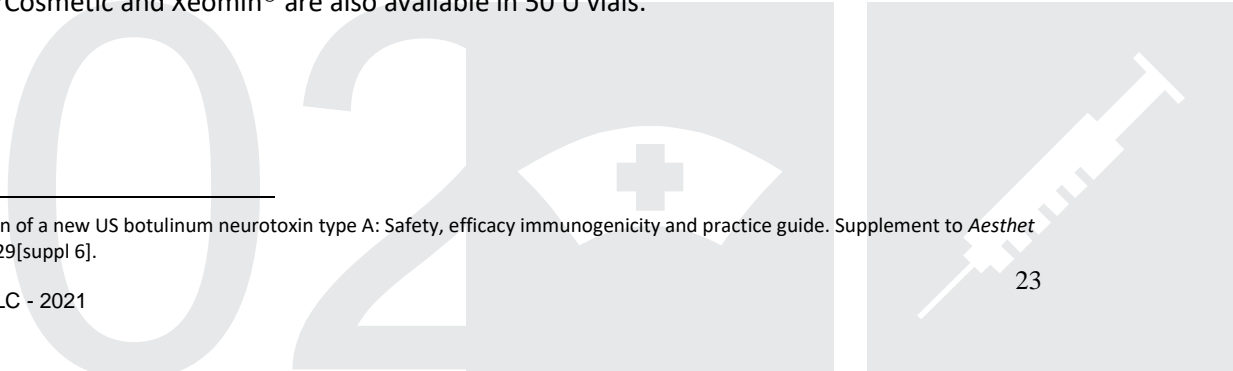 Cosmetic and Xeomin® are also available in 50 U vials.
02
n of a new US botulinum neurotoxin type A: Safety, efficacy immunogenicity and practice guide. Supplement to Aesthet
29[suppl 6].
LC - 2021
23